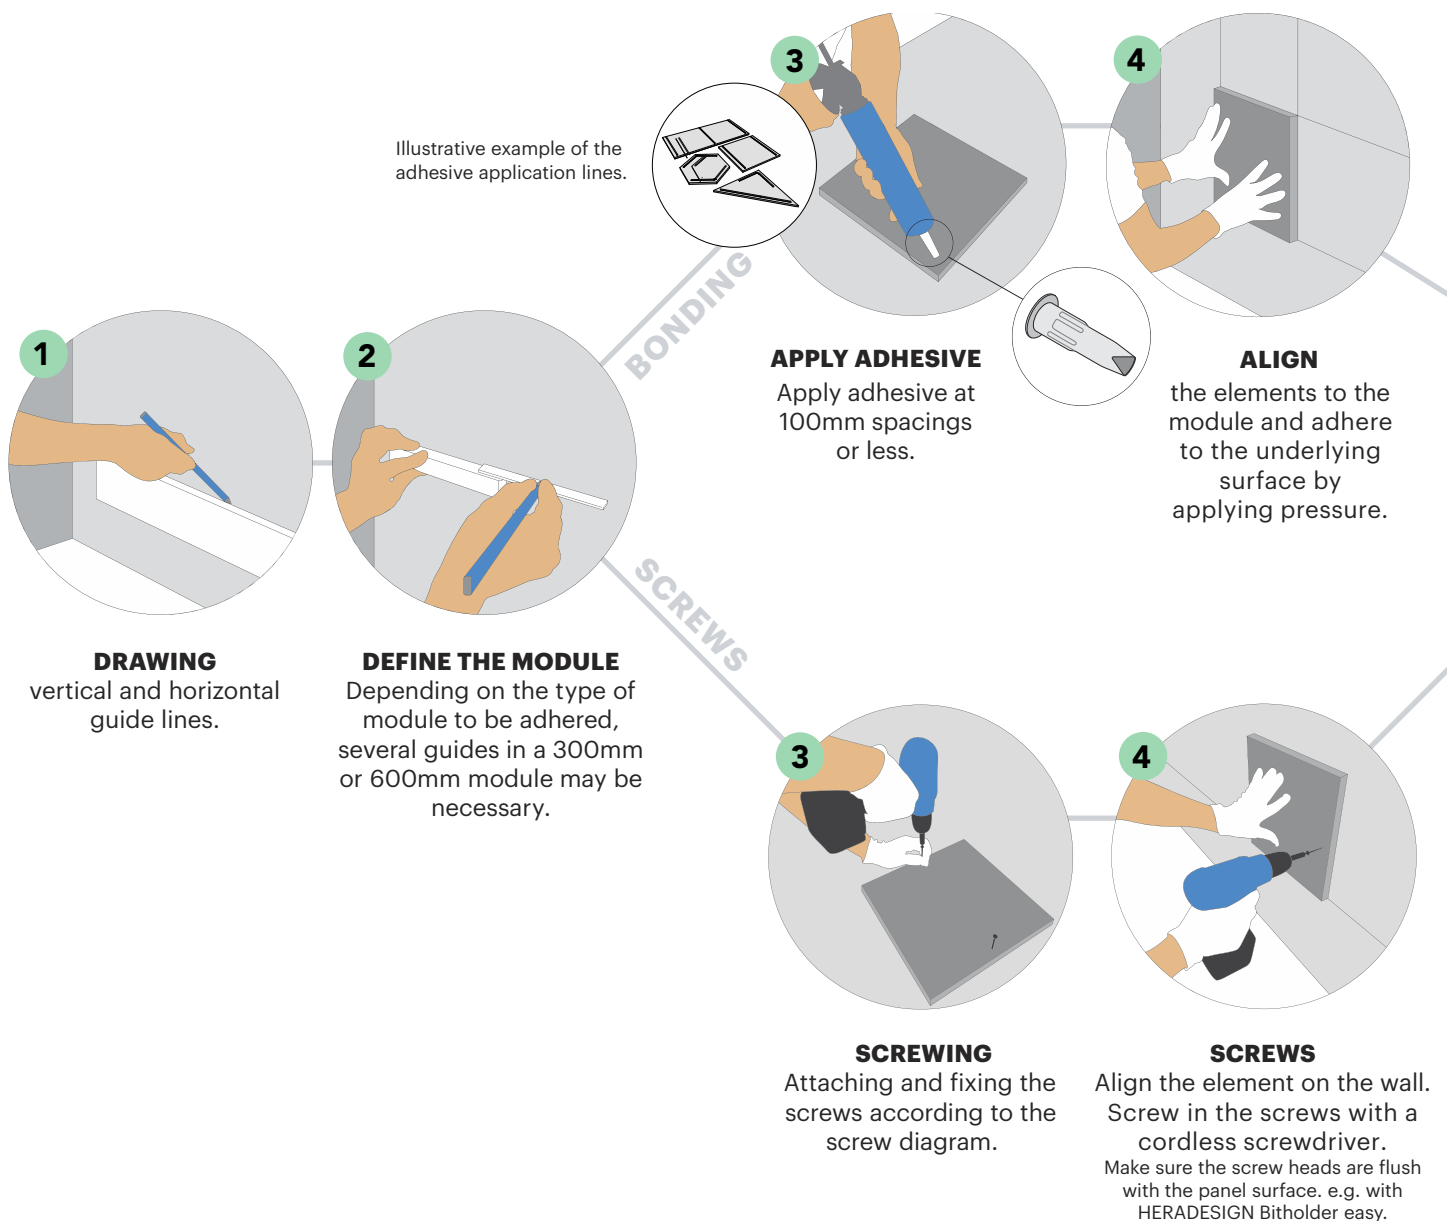 1
DRAWING
vertical and horizontal
guide lines.
2
DEFINE THE MODULE
Depending on the type of
module to be adhered,
several guides in a 300mm
or 600mm module may be
necessary.
BONDING
Illustrative example of the
adhesive application lines.
3
APPLY ADHESIVE
Apply adhesive at
100mm spacings
or less.
4
ALIGN
the elements to the
module and adhere
to the underlying
surface by
applying pressure.
SCREWS
3
SCREWING
Attaching and fixing the
screws according to the
screw diagram.
4
SCREWS
Align the element on the wall.
Screw in the screws with a
cordless screwdriver.
Make sure the screw heads are flush
with the panel surface. e.g. with
HERADESIGN Bitholder easy.